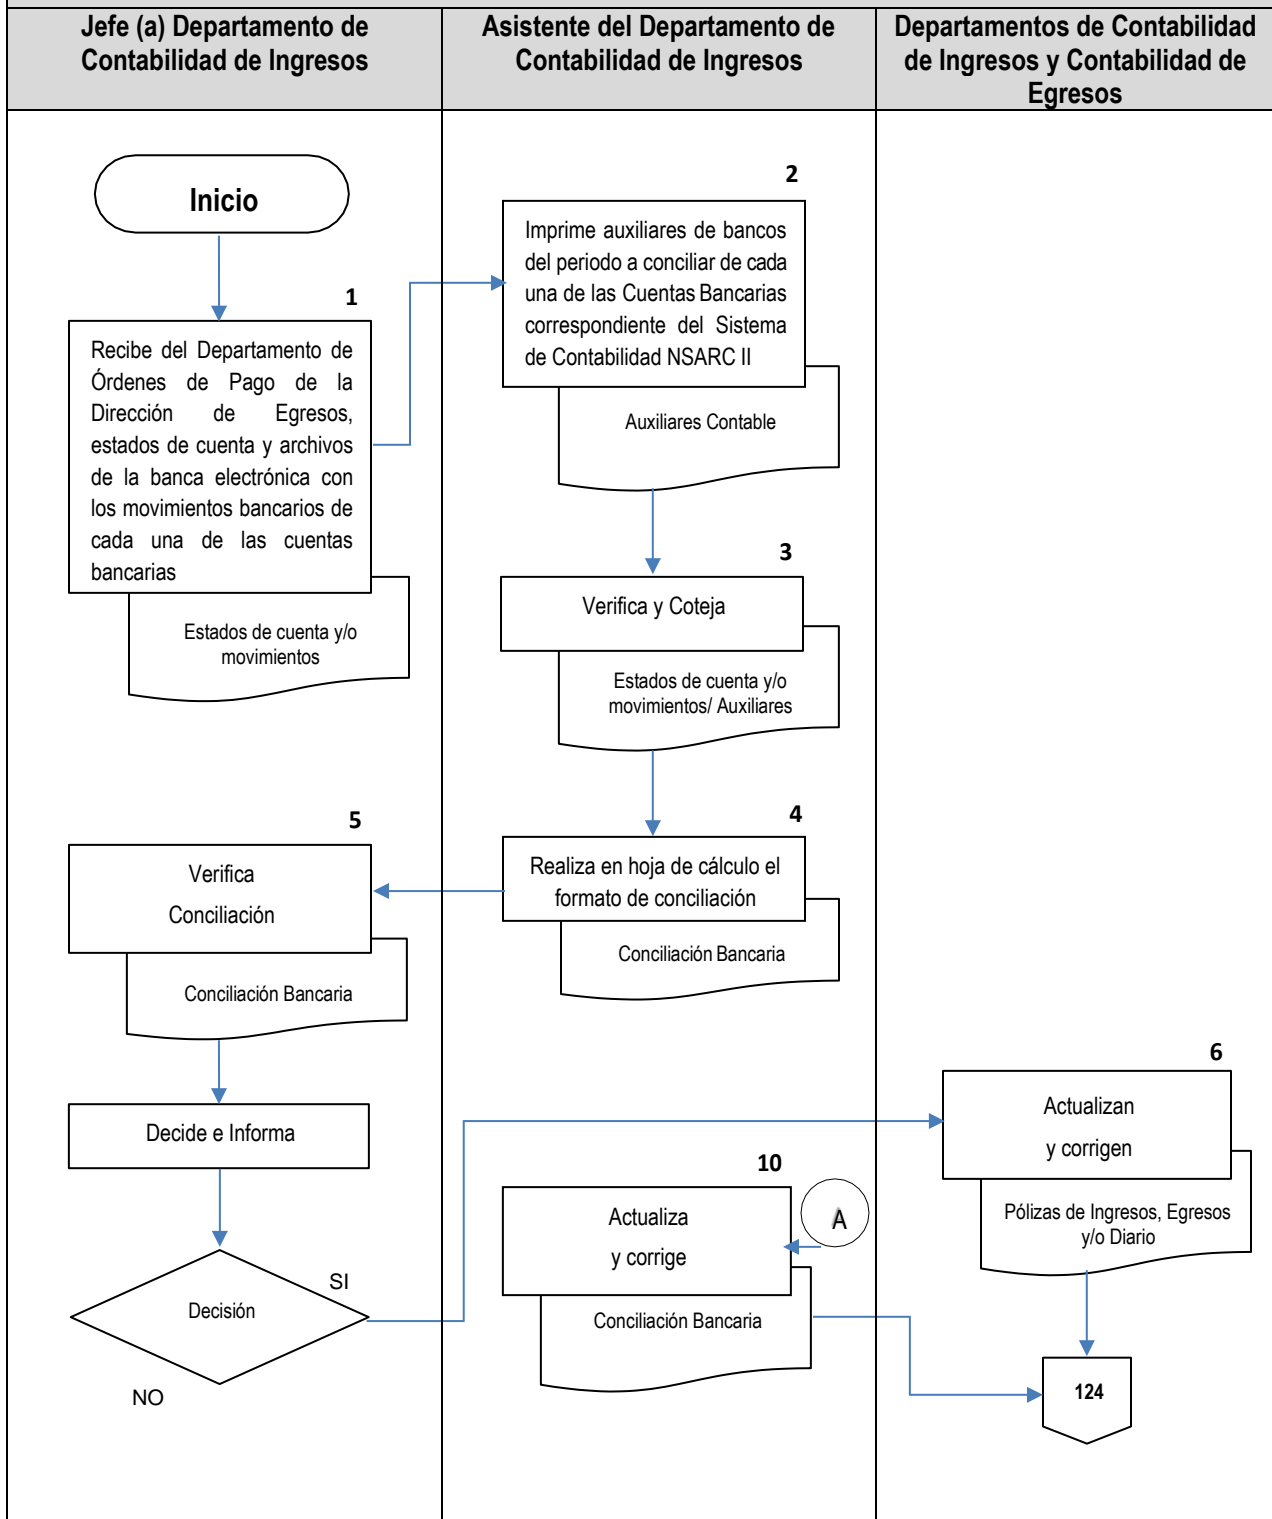 Jefe (a) Departamento de
Contabilidad de Ingresos
Asistente del Departamento de
Contabilidad de Ingresos
Departamentos de Contabilidad
de Ingresos y Contabilidad de
Egresos
Inicio
1
Recibe del Departamento de
Órdenes de Pago de la
Dirección de Egresos,
estados de cuenta y archivos
de la banca electrónica con
los movimientos bancarios de
cada una de las cuentas
bancarias
Estados de cuenta y/o
movimientos
2
Imprime auxiliares de bancos
del periodo a conciliar de cada
una de las Cuentas Bancarias
correspondiente del Sistema
de Contabilidad NSARC II
Auxiliares Contable
3
Verifica y Coteja
Estados de cuenta y/o
movimientos/ Auxiliares
4
Realiza en hoja de cálculo el
formato de conciliación
Conciliación Bancaria
5
Verifica
Conciliación
Conciliación Bancaria
Decide e Informa
Decisión
SI
NO
6
Actualizan
y corrigen
Pólizas de Ingresos, Egresos
y/o Diario
10
Actualiza
y corrige
A
Conciliación Bancaria
124